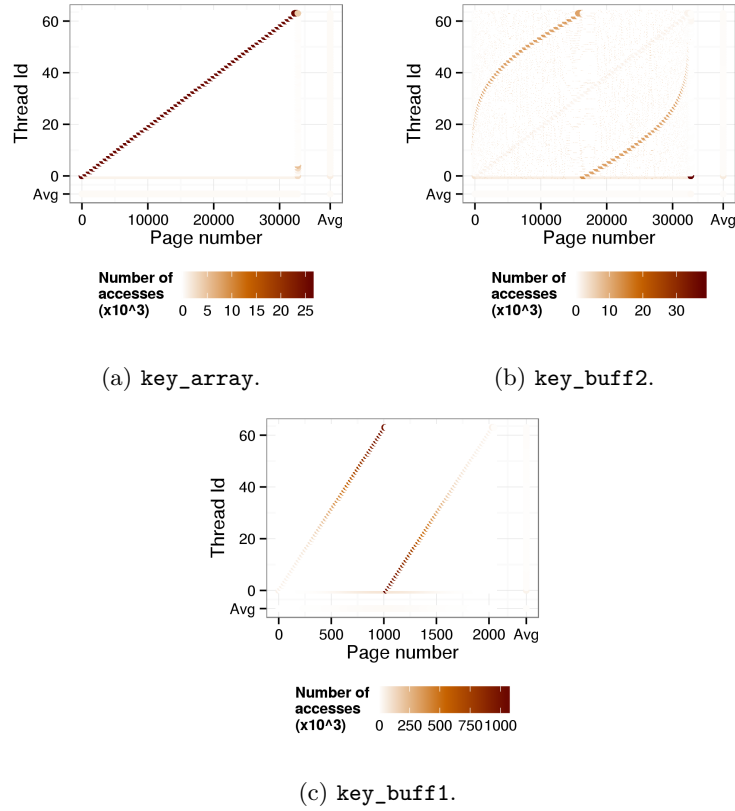 60
40
20
0
Avg
Thread Id
0 10000 20000 30000 Avg
Page number
Number of
accesses
(x10^3)
0 5 10 15 20 25
(a) key_array.
60
40
20
0
Avg
Thread Id
0 10000 20000 30000 Avg
Page number
Number of
accesses
(x10^3)
0 10 20 30
(b) key_buff2.
60
40
20
0
Avg
Thread Id
0 500 1000 1500 2000 Avg
Page number
Number of
accesses
(x10^3)
0 250 500 750 1000
(c) key_buff1.